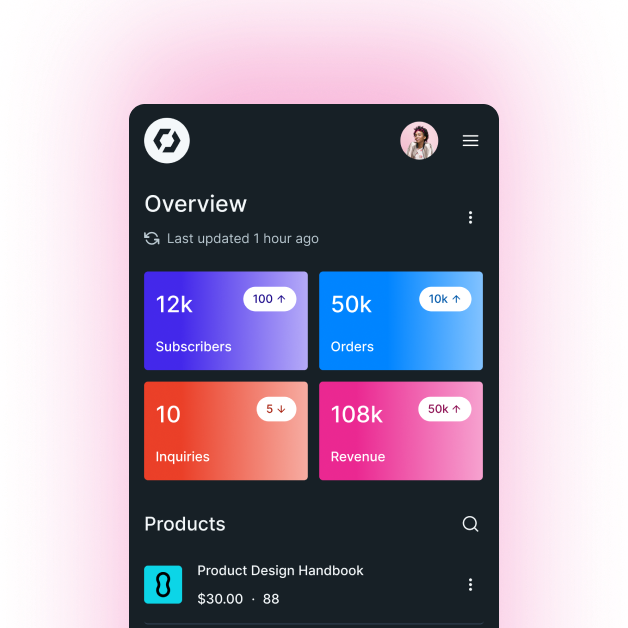 Overview
Last updated 1 hour ago
12k
100 ↑
Subscribers
50k
10k ↑
Orders
10
5 ↓
Inquiries
108k
50k ↑
Revenue
Products
Product Design Handbook
$30.00 · 88